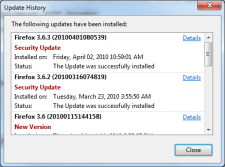 Update History
The following updates have been installed:
Firefox 3.6.3 (20100401080539) Details
Security Update
Installed on: Friday, April 02, 2010 10:59:01 AM
Status: The Update was successfully installed
Firefox 3.6.2 (20100316074819) Details
Security Update
Installed on: Tuesday, March 23, 2010 3:55:50 AM
Status: The Update was successfully installed
Firefox 3.6 (20100115144158) Details
New Version
Close